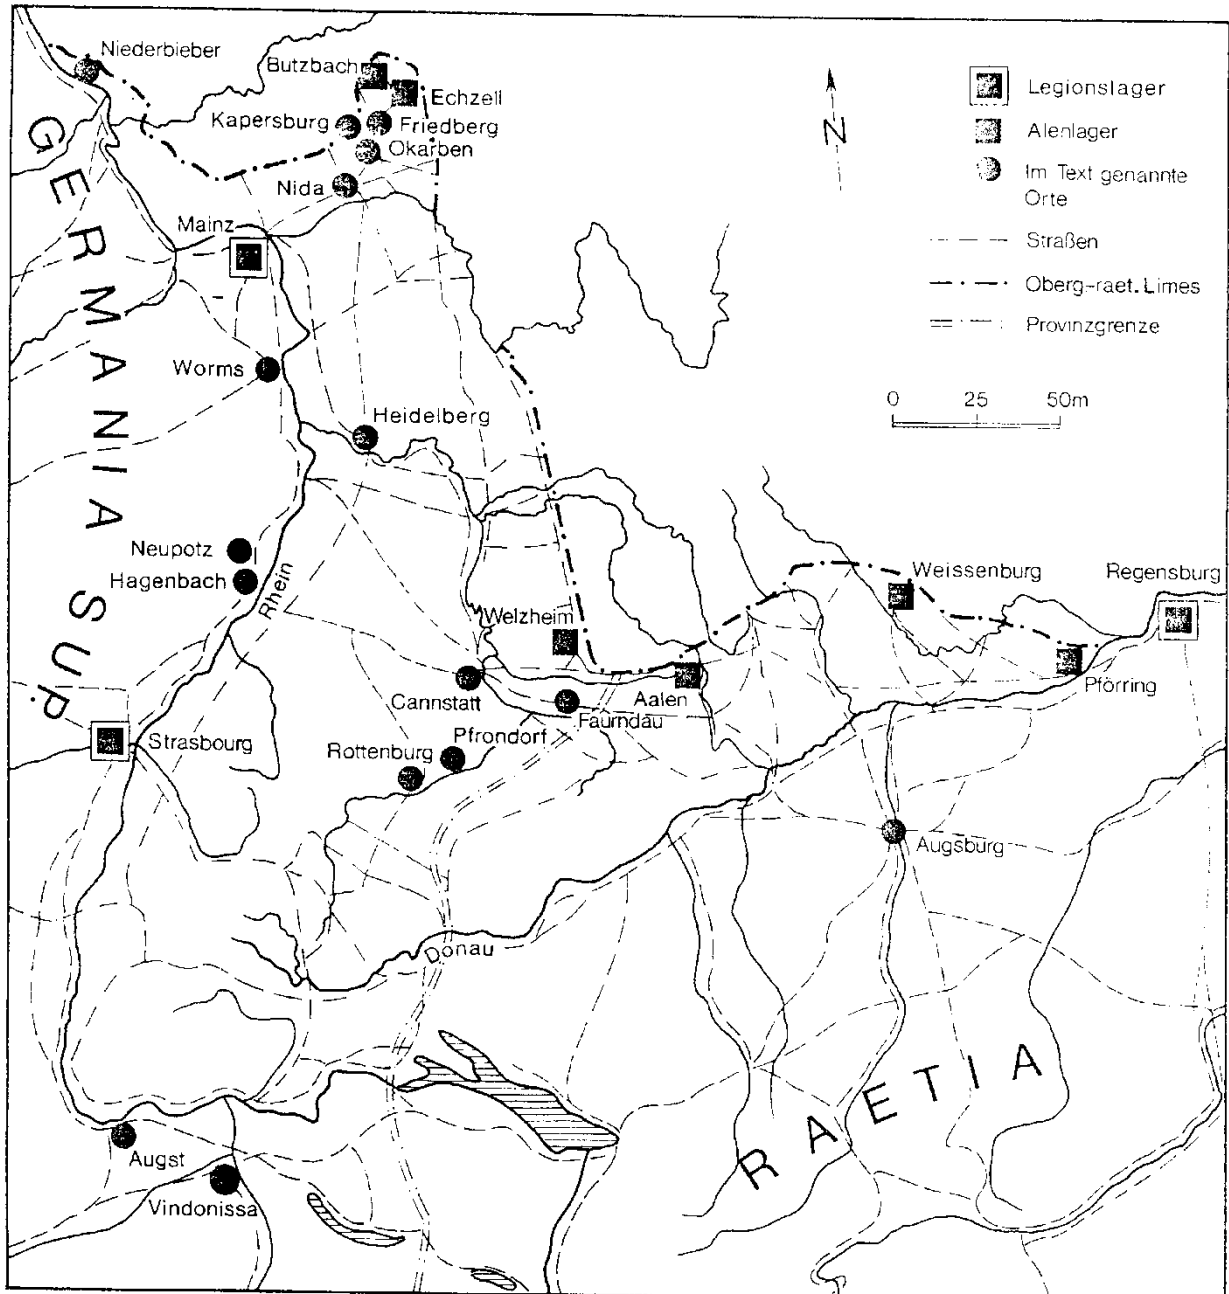 Niederbieber
Butzbach
Echzell
Kapersburg
Friedberg
Okarben
Nida
Mainz
Worms
Heidelberg
Neupotz
Hagenbach
Rhein
Welzheim
Weissenburg
Regensburg
Cannstatt
Faurndau
Aalen
Pförring
Strasbourg
Rottenburg
Pfrondorf
Augsburg
Donau
Augst
Vindonissa
GERMANIA SUP.
RAETIA
N
Legionslager
Alenlager
Im Text genannte
Orte
Straßen
Oberg-raet. Limes
Provinzgrenze
0 25 50m